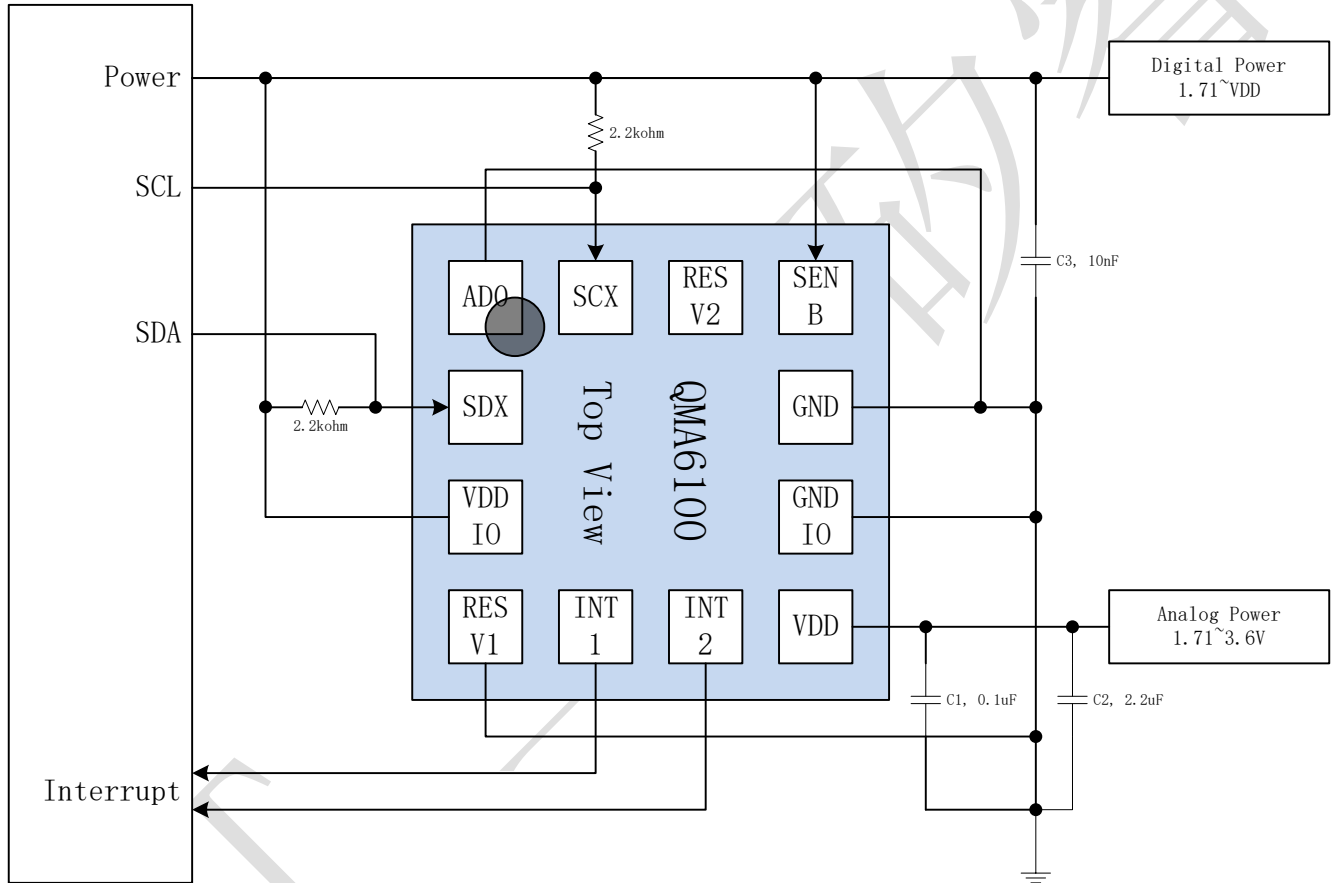 Power
SCL
SDA
Interrupt
2.2kohm
2.2kohm
Digital Power
1.71~VDD
C3, 10nF
AD0
SCX
RES
V2
SEN
B
SDX
GND
VDD
IO
GND
IO
RES
V1
INT
1
INT
2
VDD
Top View
QMA6100
Analog Power
1.71~3.6V
C1, 0.1uF
C2, 2.2uF